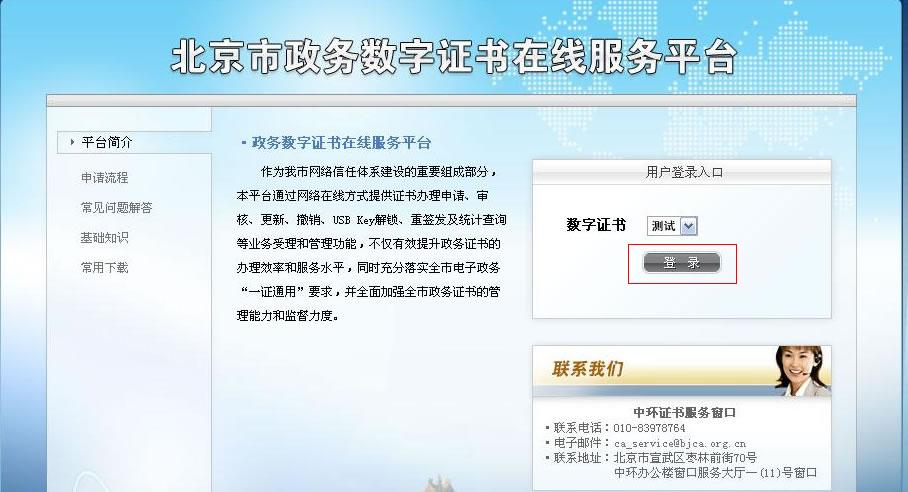 北京市政务数字证书在线服务平台
平台简介
申请流程
常见问题解答
基础知识
常用下载
·政务数字证书在线服务平台
作为我市网络信任体系建设的重要组成部分，
本平台通过网络在线方式提供证书办理申请、审
核、更新、撤销、USB Key解锁、重签发及统计查询
等业务受理和管理功能，不仅有效提升政务证书的
办理效率和服务水平，同时充分落实全市电子政务
“一证通用”要求，并全面加强全市政务证书的管
理能力和监督力度。
用户登录入口
数字证书 测试
登 录
联系我们
中环证书服务窗口
·联系电话：010-83978764
·电子邮件：ca_service@bjca.org.cn
·联系地址：北京市宣武区枣林前街70号
中环办公楼窗口服务大厅一(11)号窗口